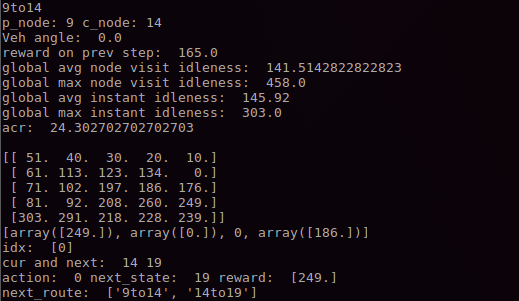 9to14
p_node: 9 c_node: 14
Veh angle:  0.0
reward on prev step:  165.0
global avg node visit idleness:  141.5142822822823
global max node visit idleness:  458.0
global avg instant idleness:  145.92
global max instant idleness:  303.0
acr:  24.302702702702703
[[ 51.  40.  30.  20.  10.]
 [ 61. 113. 123. 134.   0.]
 [ 71. 102. 197. 186. 176.]
 [ 81.  92. 208. 260. 249.]
 [303. 291. 218. 228. 239.]]
[array([249.]), array([0.]), 0, array([186.])]
idx:  [0]
cur and next:  14 19
action:  0 next_state:  19 reward:  [249.]
next_route:  ['9to14', '14to19']